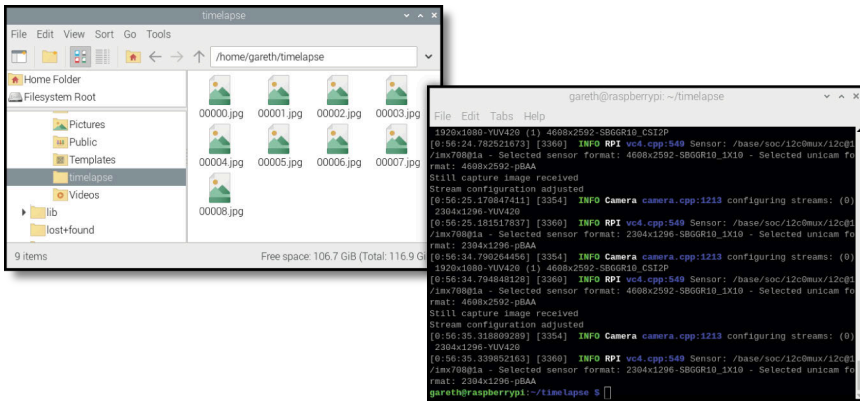 timelapse
File Edit View Sort Go Tools
/home/gareth/timelapse
Home Folder
Filesystem Root
Pictures
Public
Templates
timelapse
Videos
lib
lost+found
00000.jpg 00001.jpg 00002.jpg 00003.jpg
00004.jpg 00005.jpg 00006.jpg 00007.jpg
00008.jpg
9 items Free space: 106.7 GiB (Total: 116.9 Gi
gareth@raspberrypi: ~/timelapse
File Edit Tabs Help
1920x1080-YUV420 (1) 4608x2592-SBGGR10_CSI2P
[0:56:24.782521673] [3360] INFO RPI vc4.cpp:549 Sensor: /base/soc/i2c0mux/i2c@1
/imx708@1a - Selected sensor format: 4608x2592-SBGGR10_1X10 - Selected unicam fo
rmat: 4608x2592-pBAA
Still capture image received
Stream configuration adjusted
[0:56:25.170847411] [3354] INFO Camera camera.cpp:1213 configuring streams: (0)
2304x1296-YUV420
[0:56:25.181517837] [3360] INFO RPI vc4.cpp:549 Sensor: /base/soc/i2c0mux/i2c@1
/imx708@1a - Selected sensor format: 2304x1296-SBGGR10_1X10 - Selected unicam fo
rmat: 2304x1296-pBAA
[0:56:34.790264456] [3354] INFO Camera camera.cpp:1213 configuring streams: (0)
1920x1080-YUV420 (1) 4608x2592-SBGGR10_CSI2P
[0:56:34.794848128] [3360] INFO RPI vc4.cpp:549 Sensor: /base/soc/i2c0mux/i2c@1
/imx708@1a - Selected sensor format: 4608x2592-SBGGR10_1X10 - Selected unicam fo
rmat: 4608x2592-pBAA
Still capture image received
Stream configuration adjusted
[0:56:35.318809289] [3354] INFO Camera camera.cpp:1213 configuring streams: (0)
2304x1296-YUV420
[0:56:35.339852163] [3360] INFO RPI vc4.cpp:549 Sensor: /base/soc/i2c0mux/i2c@1
/imx708@1a - Selected sensor format: 2304x1296-SBGGR10_1X10 - Selected unicam fo
rmat: 2304x1296-pBAA
gareth@raspberrypi:~/timelapse $